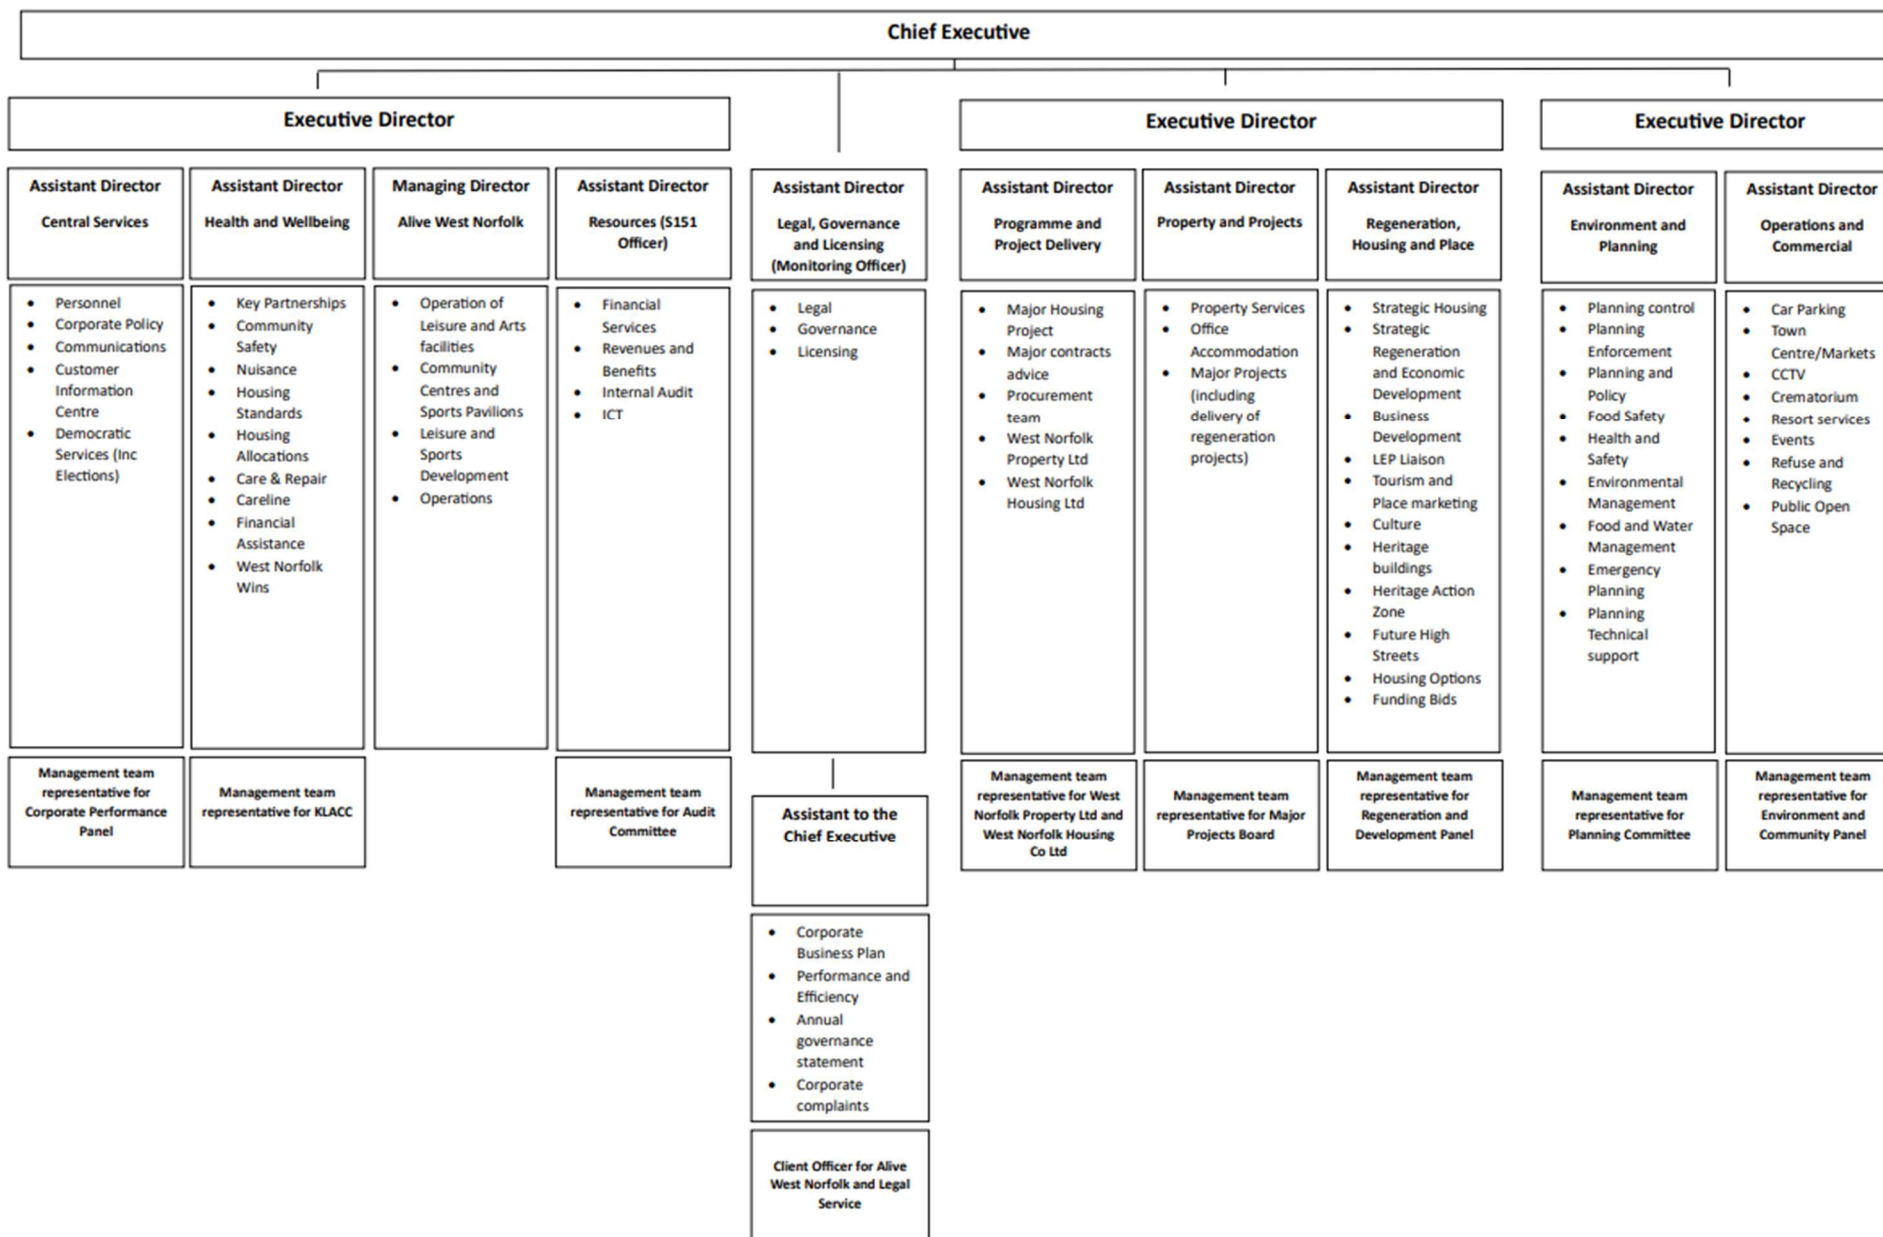 Chief Executive
Executive Director
Executive Director
Executive Director
Assistant Director
Central Services
Assistant Director
Health and Wellbeing
Managing Director
Alive West Norfolk
Assistant Director
Resources (S151
Officer)
Assistant Director
Legal, Governance
and Licensing
(Monitoring Officer)
Assistant Director
Programme and
Project Delivery
Assistant Director
Property and Projects
Assistant Director
Regeneration,
Housing and Place
Assistant Director
Environment and
Planning
Assistant Director
Operations and
Commercial
• Personnel
• Corporate Policy
• Communications
• Customer
Information
Centre
• Democratic
Services (Inc
Elections)
• Key Partnerships
• Community
Safety
• Nuisance
• Housing
Standards
• Housing
Allocations
• Care & Repair
• Careline
• Financial
Assistance
• West Norfolk
Wins
• Operation of
Leisure and Arts
facilities
• Community
Centres and
Sports Pavilions
• Leisure and
Sports
Development
• Operations
• Financial
Services
• Revenues and
Benefits
• Internal Audit
• ICT
• Legal
• Governance
• Licensing
• Major Housing
Project
• Major contracts
advice
• Procurement
team
• West Norfolk
Property Ltd
• West Norfolk
Housing Ltd
• Property Services
• Office
Accommodation
• Major Projects
(including
delivery of
regeneration
projects)
• Strategic Housing
• Strategic
Regeneration
and Economic
Development
• Business
Development
• LEP Liaison
• Tourism and
Place marketing
• Culture
• Heritage
buildings
• Heritage Action
Zone
• Future High
Streets
• Housing Options
• Funding Bids
• Planning control
• Planning
Enforcement
• Planning and
Policy
• Food Safety
• Health and
Safety
• Environmental
Management
• Food and Water
Management
• Emergency
Planning
• Planning
Technical
support
• Car Parking
• Town
Centre/Markets
• CCTV
• Crematorium
• Resort services
• Events
• Refuse and
Recycling
• Public Open
Space
Management team
representative for
Corporate Performance
Panel
Management team
representative for KLACC
Management team
representative for Audit
Committee
Assistant to the
Chief Executive
Management team
representative for West
Norfolk Property Ltd and
West Norfolk Housing
Co Ltd
Management team
representative for Major
Projects Board
Management team
representative for
Regeneration and
Development Panel
Management team
representative for
Planning Committee
Management team
representative for
Environment and
Community Panel
• Corporate
Business Plan
• Performance and
Efficiency
• Annual
governance
statement
• Corporate
complaints
Client Officer for Alive
West Norfolk and Legal
Service